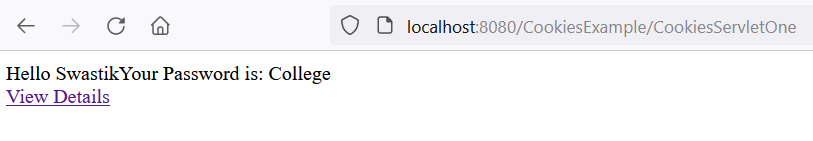 localhost:8080/CookiesExample/CookiesServletOne
Hello SwastikYour Password is: College
View Details